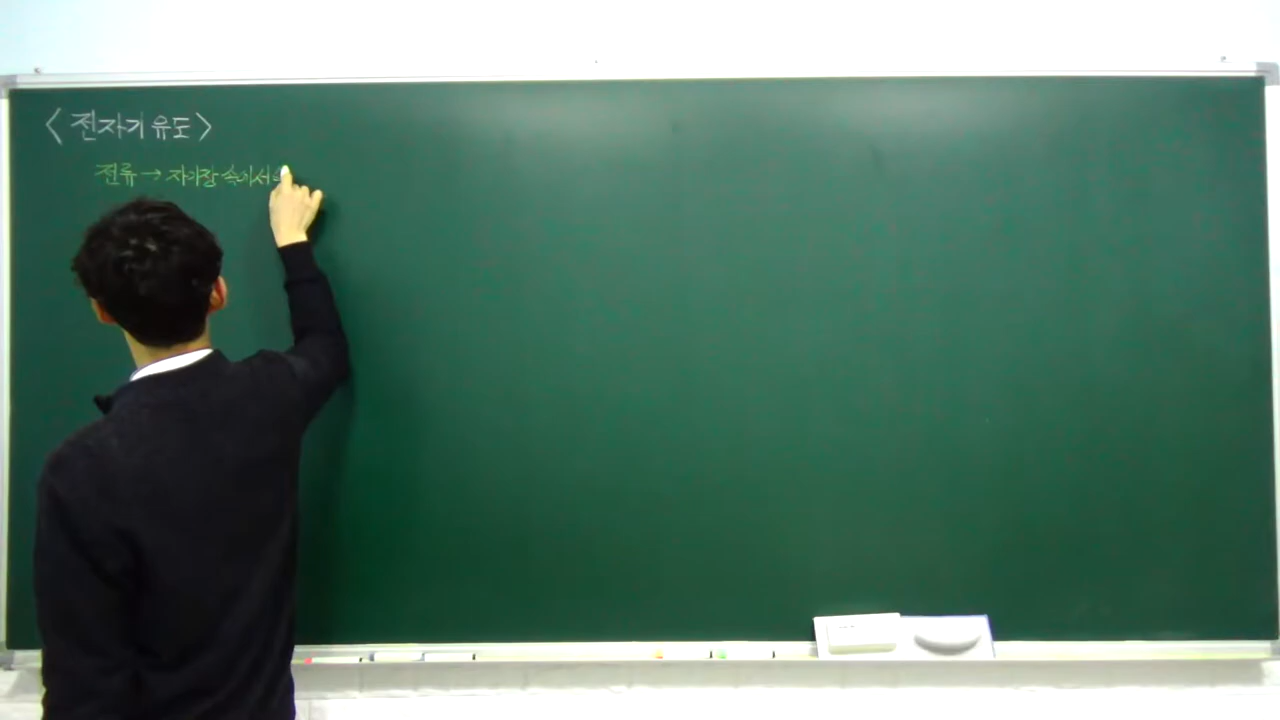 〈 전자기 유도 〉
전류 → 자기장 속에서